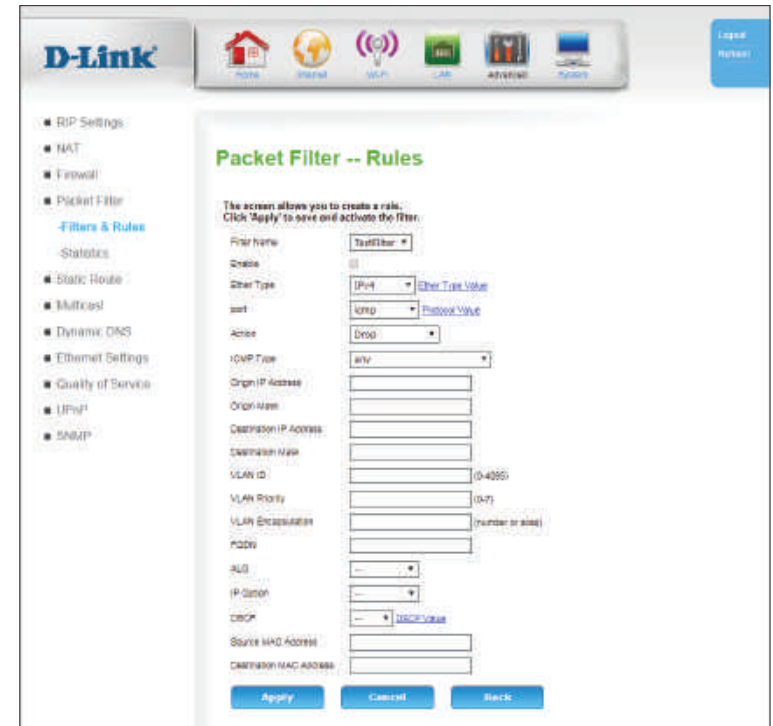 D-Link
Home
Internet
Wi-Fi
LAN
Advanced
System
Logout
Refresh
RIP Settings
NAT
Firewall
Packet Filter
-Filters & Rules
-Statistics
Static Route
Multicast
Dynamic DNS
Ethernet Settings
Quality of Service
UPnP
SNMP
Packet Filter -- Rules
The screen allows you to create a rule.
Click 'Apply' to save and activate the filter.
Filter Name TestFilter
Enable
Ether Type IPv4 Ether Type Value
port icmp Protocol Value
Action Drop
ICMP Type any
Origin IP Address
Origin Mask
Destination IP Address
Destination Mask
VLAN ID (0-4095)
VLAN Priority (0-7)
VLAN Encapsulation (number or alias)
FQDN
ALG --
IP Option --
DSCP -- DSCP Value
Source MAC Address
Destination MAC Address
Apply Cancel Back